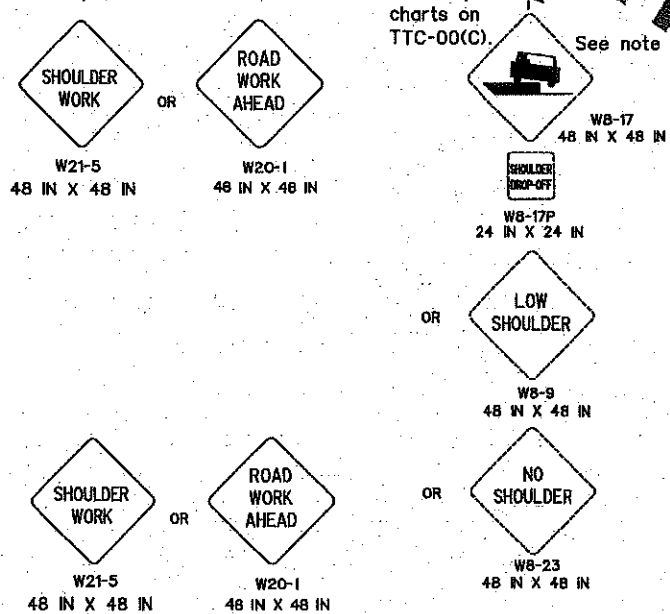 charts on
TTC-00(C).
See note
SHOULDER
WORK
OR
ROAD
WORK
AHEAD
W21-5
48 IN X 48 IN
W20-1
48 IN X 48 IN
W8-17
48 IN X 48 IN
SHOULDER
DROP-OFF
W8-17P
24 IN X 24 IN
OR
LOW
SHOULDER
W8-9
48 IN X 48 IN
SHOULDER
WORK
OR
ROAD
WORK
AHEAD
W21-5
48 IN X 48 IN
W20-1
48 IN X 48 IN
OR
NO
SHOULDER
W8-23
48 IN X 48 IN